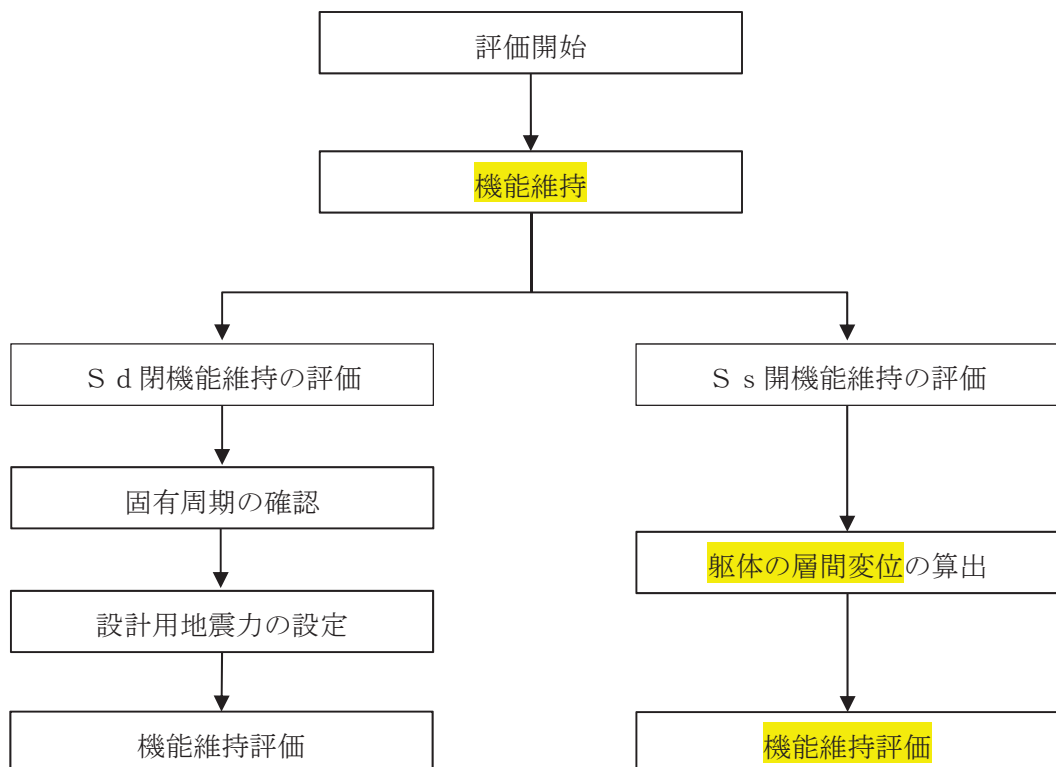 評価開始
機能維持
Ｓｄ閉機能維持の評価
Ｓｓ開機能維持の評価
固有周期の確認
躯体の層間変位の算出
設計用地震力の設定
機能維持評価
機能維持評価